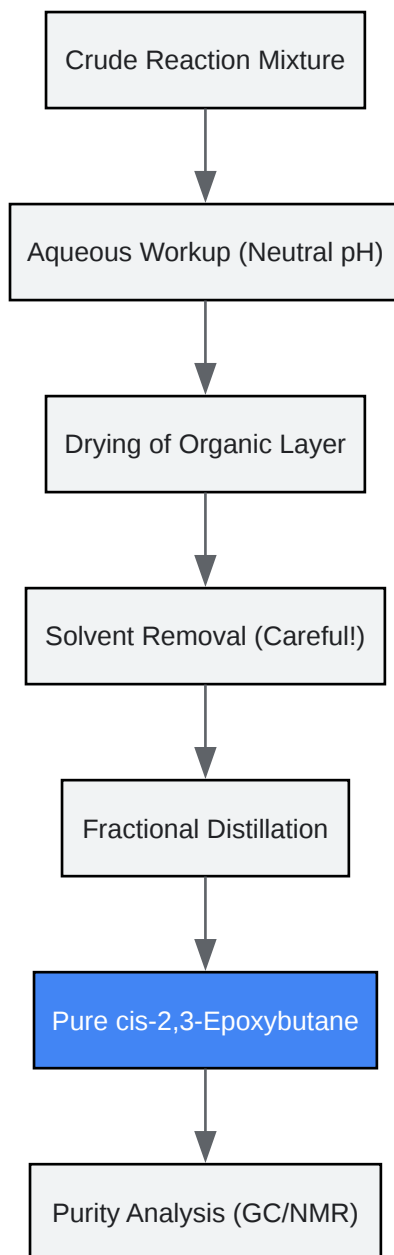 Crude Reaction Mixture
Aqueous Workup (Neutral pH)
Drying of Organic Layer
Solvent Removal (Careful!)
Fractional Distillation
Pure cis-2,3-Epoxybutane
Purity Analysis (GC/NMR)